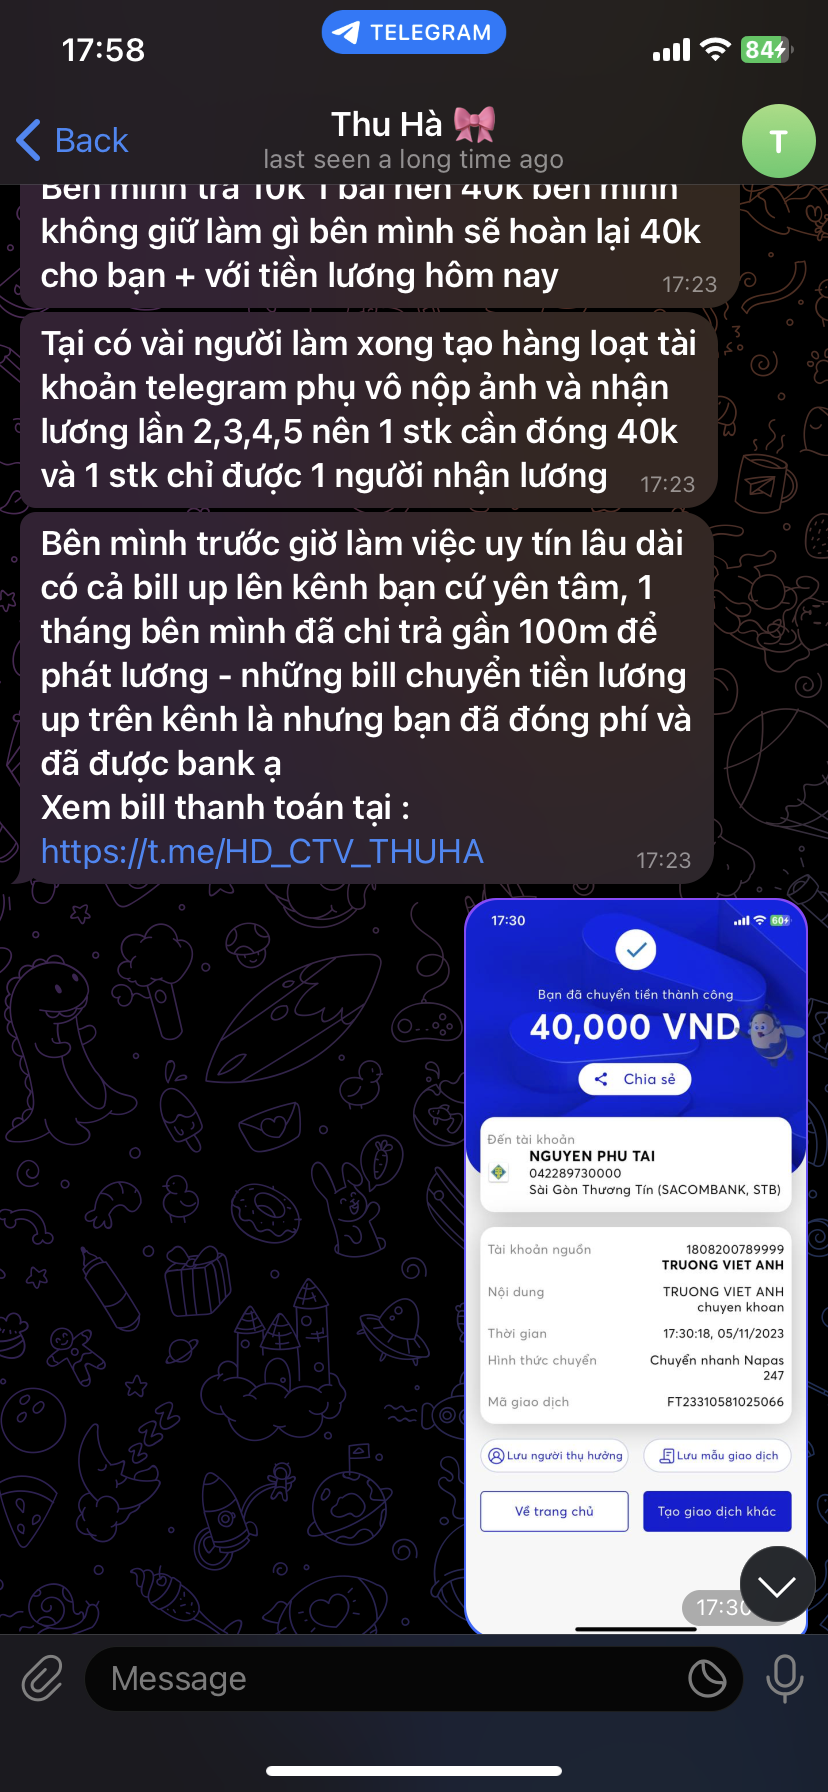 17:58
TELEGRAM
84
Back
Thu Hà
last seen a long time ago
T
Bên mình trả 10k 1 bài nên 40k bên mình
không giữ làm gì bên mình sẽ hoàn lại 40k
cho bạn + với tiền lương hôm nay
17:23
Tại có vài người làm xong tạo hàng loạt tài
khoản telegram phụ vô nộp ảnh và nhận
lương lần 2,3,4,5 nên 1 stk cần đóng 40k
và 1 stk chỉ được 1 người nhận lương
17:23
Bên mình trước giờ làm việc uy tín lâu dài
có cả bill up lên kênh bạn cứ yên tâm, 1
tháng bên mình đã chi trả gần 100m để
phát lương - những bill chuyển tiền lương
up trên kênh là nhưng bạn đã đóng phí và
đã được bank ạ
Xem bill thanh toán tại :
https://t.me/HD_CTV_THUHA
17:23
17:30
60
Bạn đã chuyển tiền thành công
40,000 VND
Chia sẻ
Đến tài khoản
NGUYEN PHU TAI
042289730000
Sài Gòn Thương Tín (SACOMBANK, STB)
Tài khoản nguồn
1808200789999
TRUONG VIET ANH
Nội dung
TRUONG VIET ANH
chuyen khoan
Thời gian
17:30:18, 05/11/2023
Hình thức chuyển
Chuyển nhanh Napas
247
Mã giao dịch
FT23310581025066
Lưu người thụ hưởng
Lưu mẫu giao dịch
Về trang chủ
Tạo giao dịch khác
17:30
Message